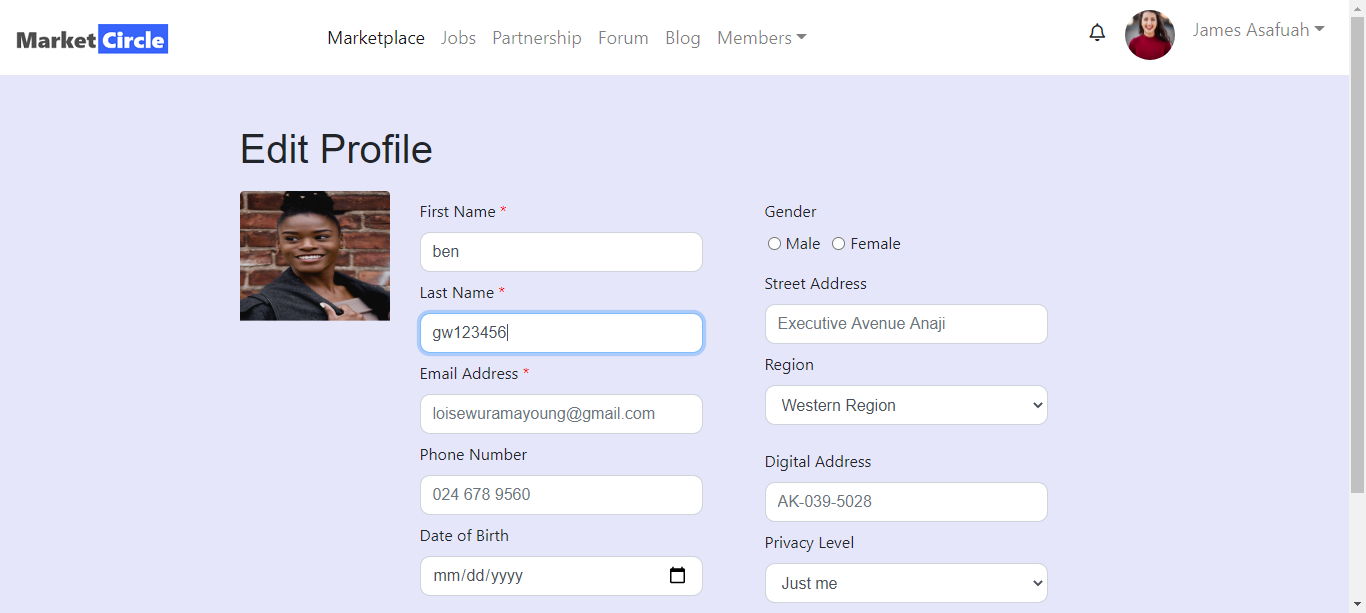 Market Circle
Marketplace Jobs Partnership Forum Blog Members
James Asafuah
Edit Profile
First Name *
ben
Last Name *
gw123456
Email Address *
loisewuramayoung@gmail.com
Phone Number
024 678 9560
Date of Birth
mm/dd/yyyy
Gender
Male Female
Street Address
Executive Avenue Anaji
Region
Western Region
Digital Address
AK-039-5028
Privacy Level
Just me